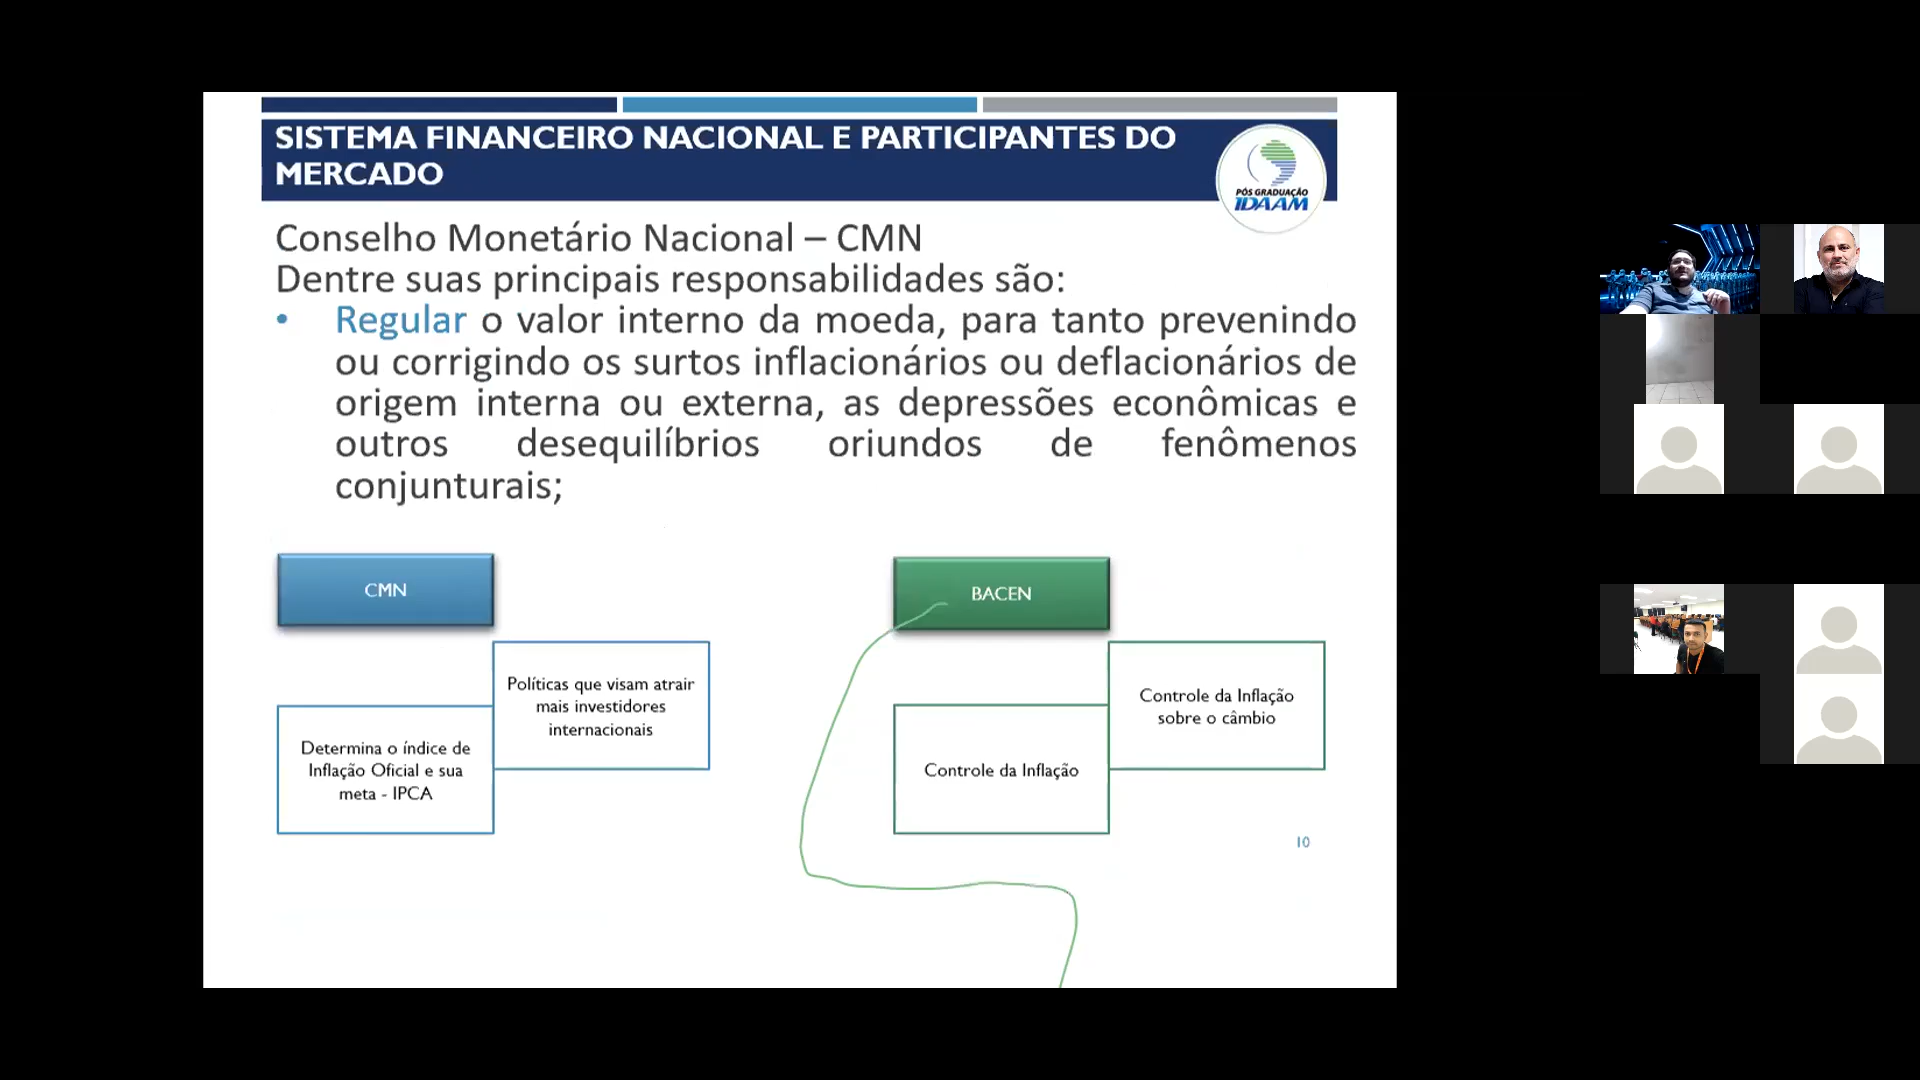 SISTEMA FINANCEIRO NACIONAL E PARTICIPANTES DO
MERCADO
PÓS GRADUAÇÃO
IDAAM
Conselho Monetário Nacional – CMN
Dentre suas principais responsabilidades são:
• Regular o valor interno da moeda, para tanto prevenindo
ou corrigindo os surtos inflacionários ou deflacionários de
origem interna ou externa, as depressões econômicas e
outros desequilíbrios oriundos de fenômenos
conjunturais;
CMN
Políticas que visam atrair
mais investidores
internacionais
Determina o índice de
Inflação Oficial e sua
meta - IPCA
BACEN
Controle da Inflação
sobre o câmbio
Controle da Inflação
10